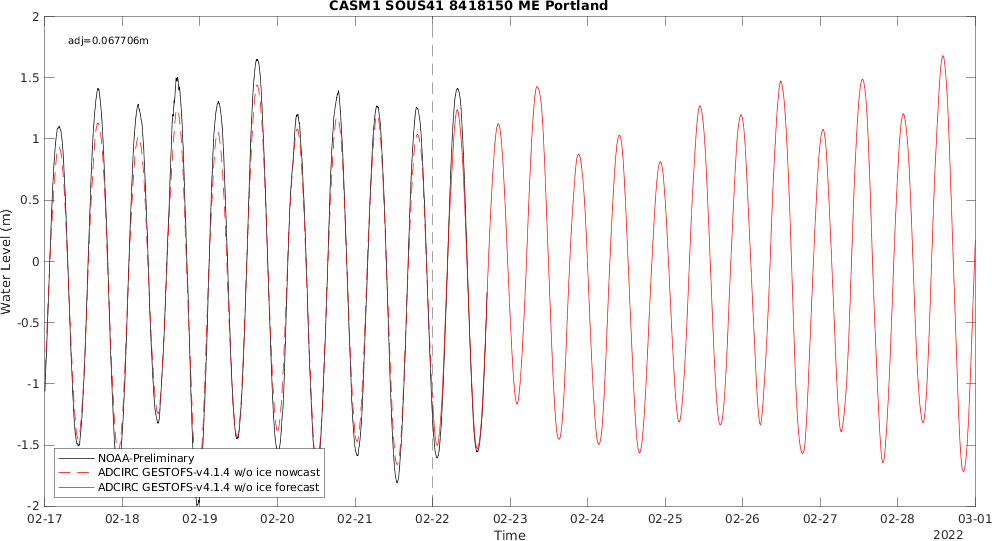 CASM1 SOUS41 8418150 ME Portland
adj=0.067706m
2
1.5
1
0.5
0
-0.5
-1
-1.5
-2
Water Level (m)
NOAA-Preliminary
ADCIRC GESTOFS-v4.1.4 w/o ice nowcast
ADCIRC GESTOFS-v4.1.4 w/o ice forecast
02-17 02-18 02-19 02-20 02-21 02-22 02-23 02-24 02-25 02-26 02-27 02-28 03-01
Time
2022